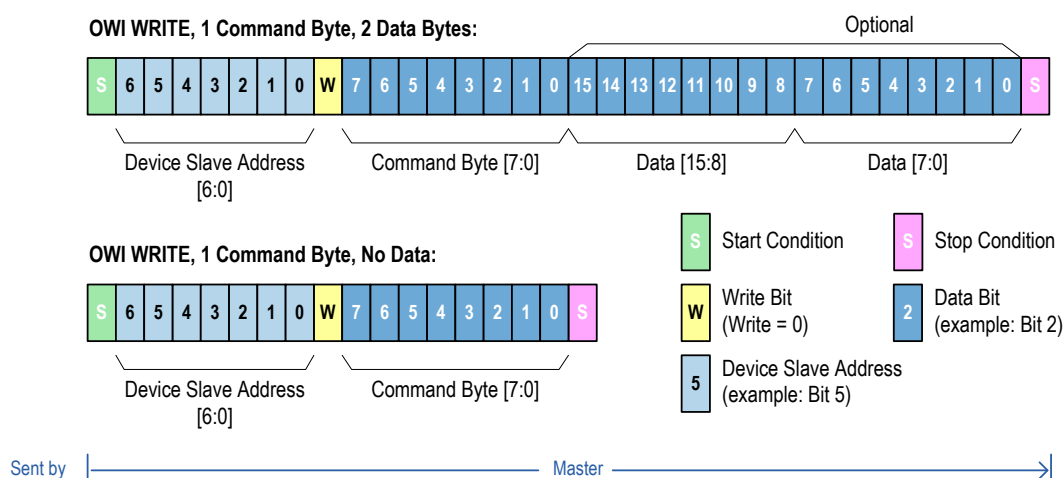 OWI WRITE, 1 Command Byte, 2 Data Bytes:
Optional
S 6 5 4 3 2 1 0 W 7 6 5 4 3 2 1 0 15 14 13 12 11 10 9 8 7 6 5 4 3 2 1 0 S
Device Slave Address
[6:0]
Command Byte [7:0]
Data [15:8]
Data [7:0]
OWI WRITE, 1 Command Byte, No Data:
S 6 5 4 3 2 1 0 W 7 6 5 4 3 2 1 0 S
Device Slave Address
[6:0]
Command Byte [7:0]
S Start Condition
S Stop Condition
W Write Bit
(Write = 0)
2 Data Bit
(example: Bit 2)
5 Device Slave Address
(example: Bit 5)
Sent by
Master